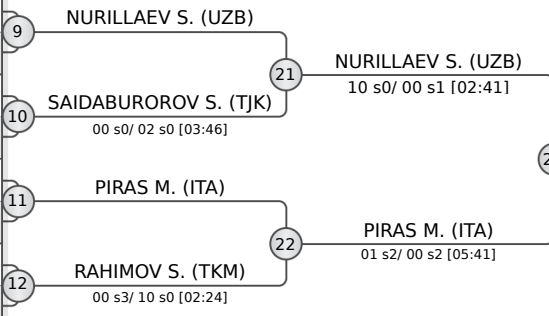 NURILLAEV S. (UZB)
9
21
NURILLAEV S. (UZB)
10 s0/ 00 s1 [02:41]
SAIDABUROROV S. (TJK)
10
00 s0/ 02 s0 [03:46]
PIRAS M. (ITA)
11
22
PIRAS M. (ITA)
01 s2/ 00 s2 [05:41]
RAHIMOV S. (TKM)
12
00 s3/ 10 s0 [02:24]